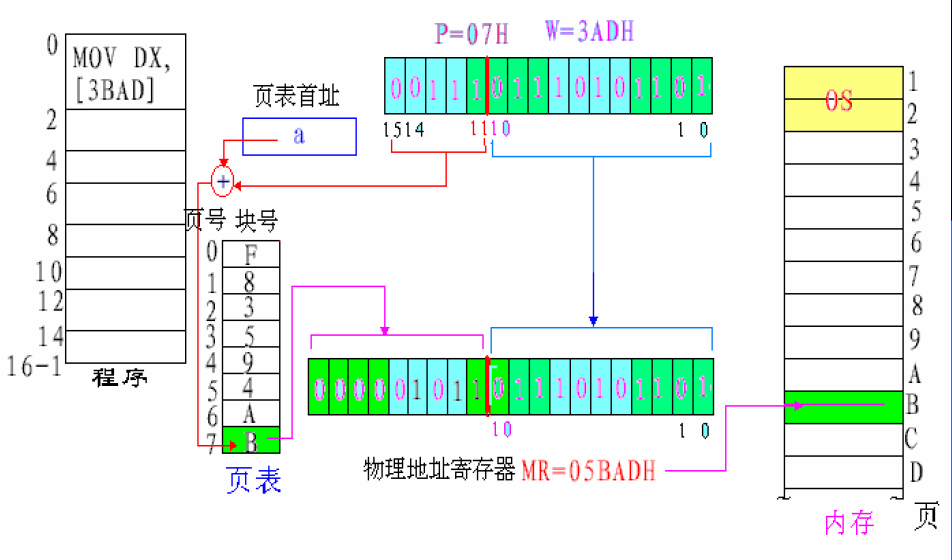 P=07H W=3ADH
0 0 1 1 1 0 1 1 1 0 1 0 1 1 0 1
15 14 11 10 1 0
0
MOV DX,
[3BAD]
2
4
6
8
10
12
14
16-1
程序
页表首址
a
+
页号 块号
0 F
1 8
2 3
3 5
4 9
5 4
6 A
7 B
页表
0 0 0 0 0 1 0 1 1 0 1 1 1 0 1 0 1 1 0 1
10 1 0
物理地址寄存器 MR=05BADH
OS
1
2
3
4
5
6
7
8
9
A
B
C
D
内存
页